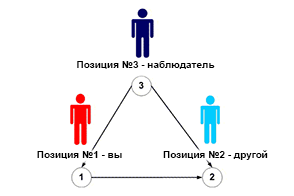 Позиция №3 - наблюдатель
3
Позиция №1 - вы
Позиция №2 - другой
1
2